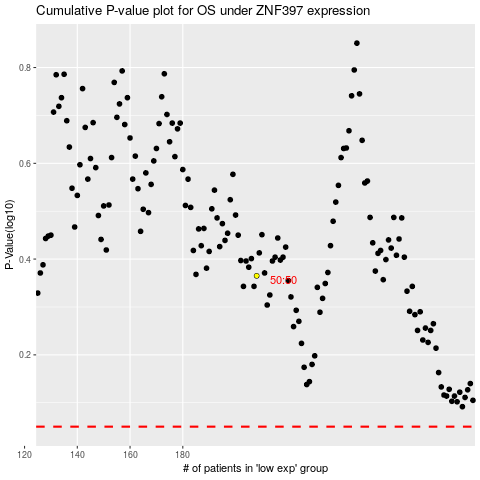 Cumulative P-value plot for OS under ZNF397 expression
P-Value(log10)
0.8
0.6
0.4
0.2
50:50
120 140 160 180
# of patients in 'low exp' group